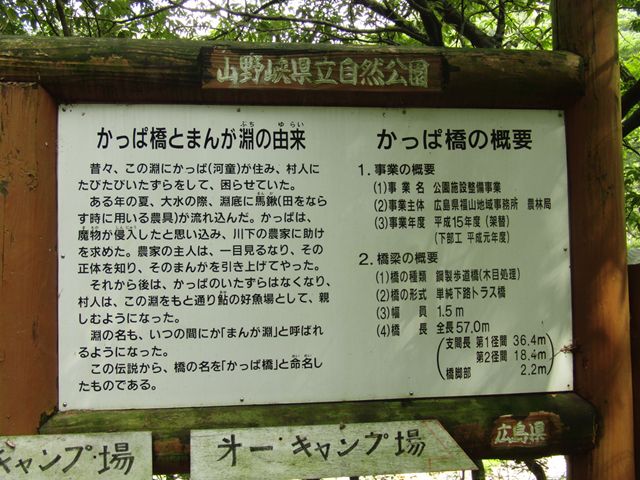 山野峡県立自然公園
かっぱ橋とまんが淵の由来
ぶち ゆらい
昔々、この淵にかっぱ(河童)が住み、村人に
たびたびいたずらをして、困らせていた。
ある年の夏、大水の際、淵底に馬鍬(田をなら
まんが
す時に用いる農具)が流れ込んだ。かっぱは、
魔物が侵入したと思い込み、川下の農家に助け
を求めた。農家の主人は、一目見るなり、その
正体を知り、そのまんがを引き上げてやった。
それから後は、かっぱのいたずらはなくなり、
村人は、この淵をもと通り鮎の好魚場として、親
しむようになった。
淵の名も、いつの間にか「まんが淵」と呼ばれ
るようになった。
この伝説から、橋の名を「かっぱ橋」と命名し
たものである。
かっぱ橋の概要
1.事業の概要
(1)事業名 公園施設整備事業
(2)事業主体 広島県福山地域事務所 農林局
(3)事業年度 平成15年度(架替)
(下部工 平成元年度)
2.橋梁の概要
(1)橋の種類 鋼製歩道橋(木目処理)
(2)橋の形式 単純下路トラス橋
(3)幅員 1.5m
(4)橋長 全長57.0m
(支間長 第1径間 36.4m
第2径間 18.4m
橋脚部 2.2m)
広島県
キャンプ場
オーキャンプ場